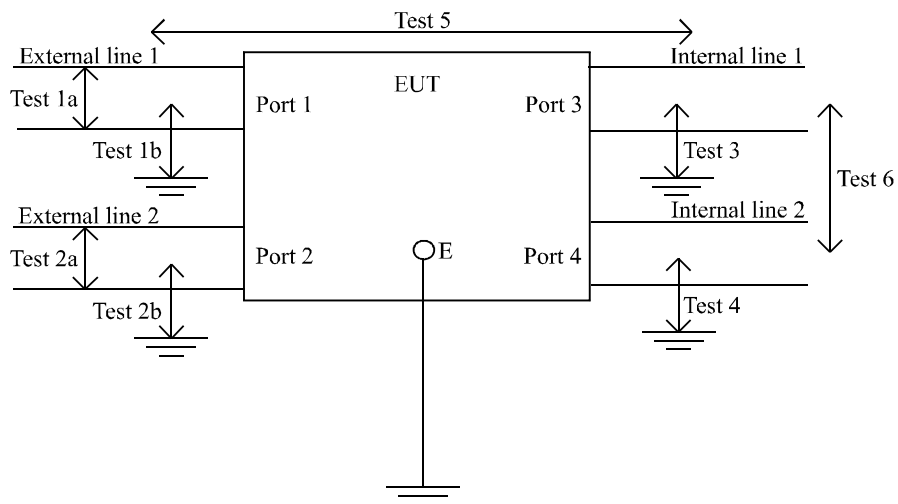 Test 5
External line 1
Internal line 1
Test 1a
EUT
Port 1
Port 3
Test 1b
Test 3
Test 6
External line 2
Internal line 2
Test 2a
Port 2
E
Port 4
Test 2b
Test 4